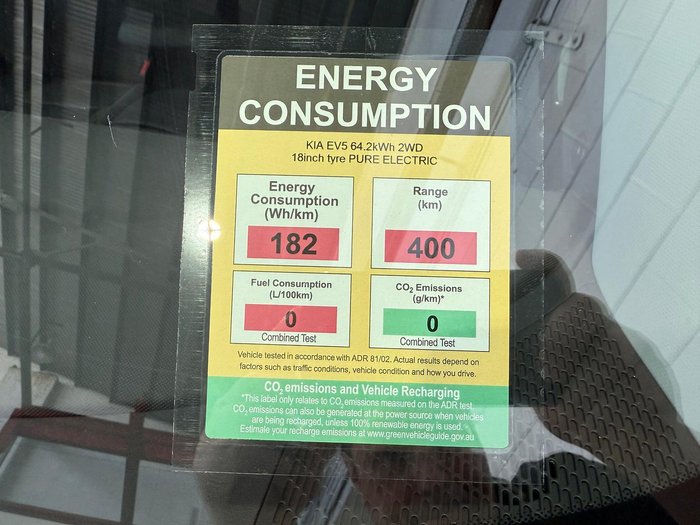 ENERGY
CONSUMPTION
KIA EV5 64.2kWh 2WD
18inch tyre PURE ELECTRIC
Energy
Consumption
(Wh/km)
182
Range
(km)
400
Fuel Consumption
(L/100km)
0
Combined Test
CO₂ Emissions
(g/km)*
0
Combined Test
Vehicle tested in accordance with ADR 81/02. Actual results depend on
factors such as traffic conditions, vehicle condition and how you drive.
CO₂ emissions and Vehicle Recharging
*This label only relates to CO₂ emissions measured on the ADR test.
CO₂ emissions can also be generated at the power source when vehicles
are being recharged, unless 100% renewable energy is used.
Estimate your recharge emissions at www.greenvehicleguide.gov.au